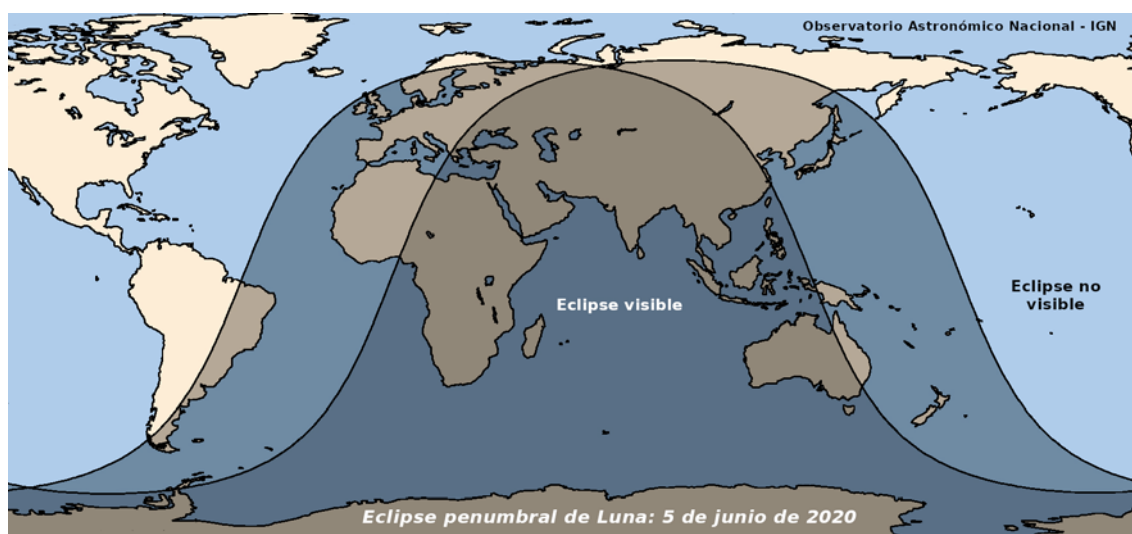 Observatorio Astronómico Nacional - IGN
Eclipse visible
Eclipse no
visible
Eclipse penumbral de Luna: 5 de junio de 2020